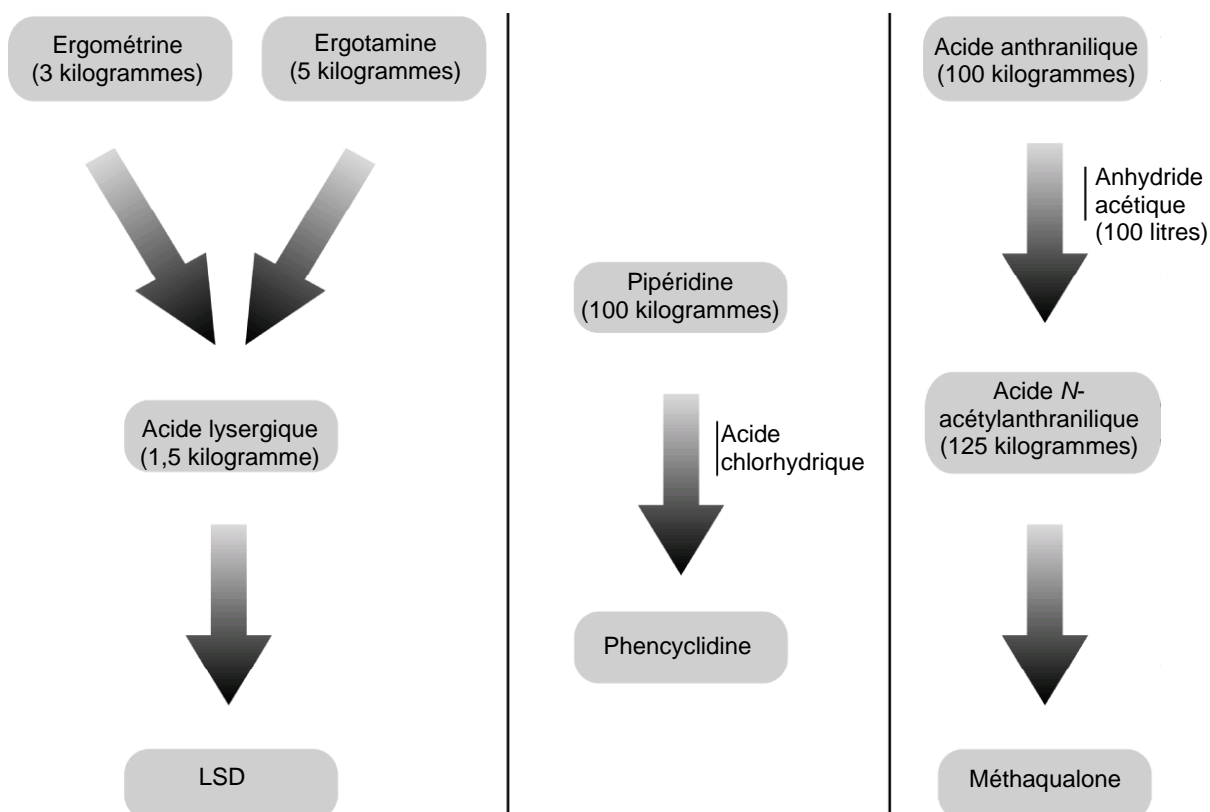 Ergométrine
(3 kilogrammes)
Ergotamine
(5 kilogrammes)
Acide lysergique
(1,5 kilogramme)
LSD
Pipéridine
(100 kilogrammes)
Acide
chlorhydrique
Phencyclidine
Acide anthranilique
(100 kilogrammes)
Anhydride
acétique
(100 litres)
Acide N-
acétylanthranilique
(125 kilogrammes)
Méthaqualone